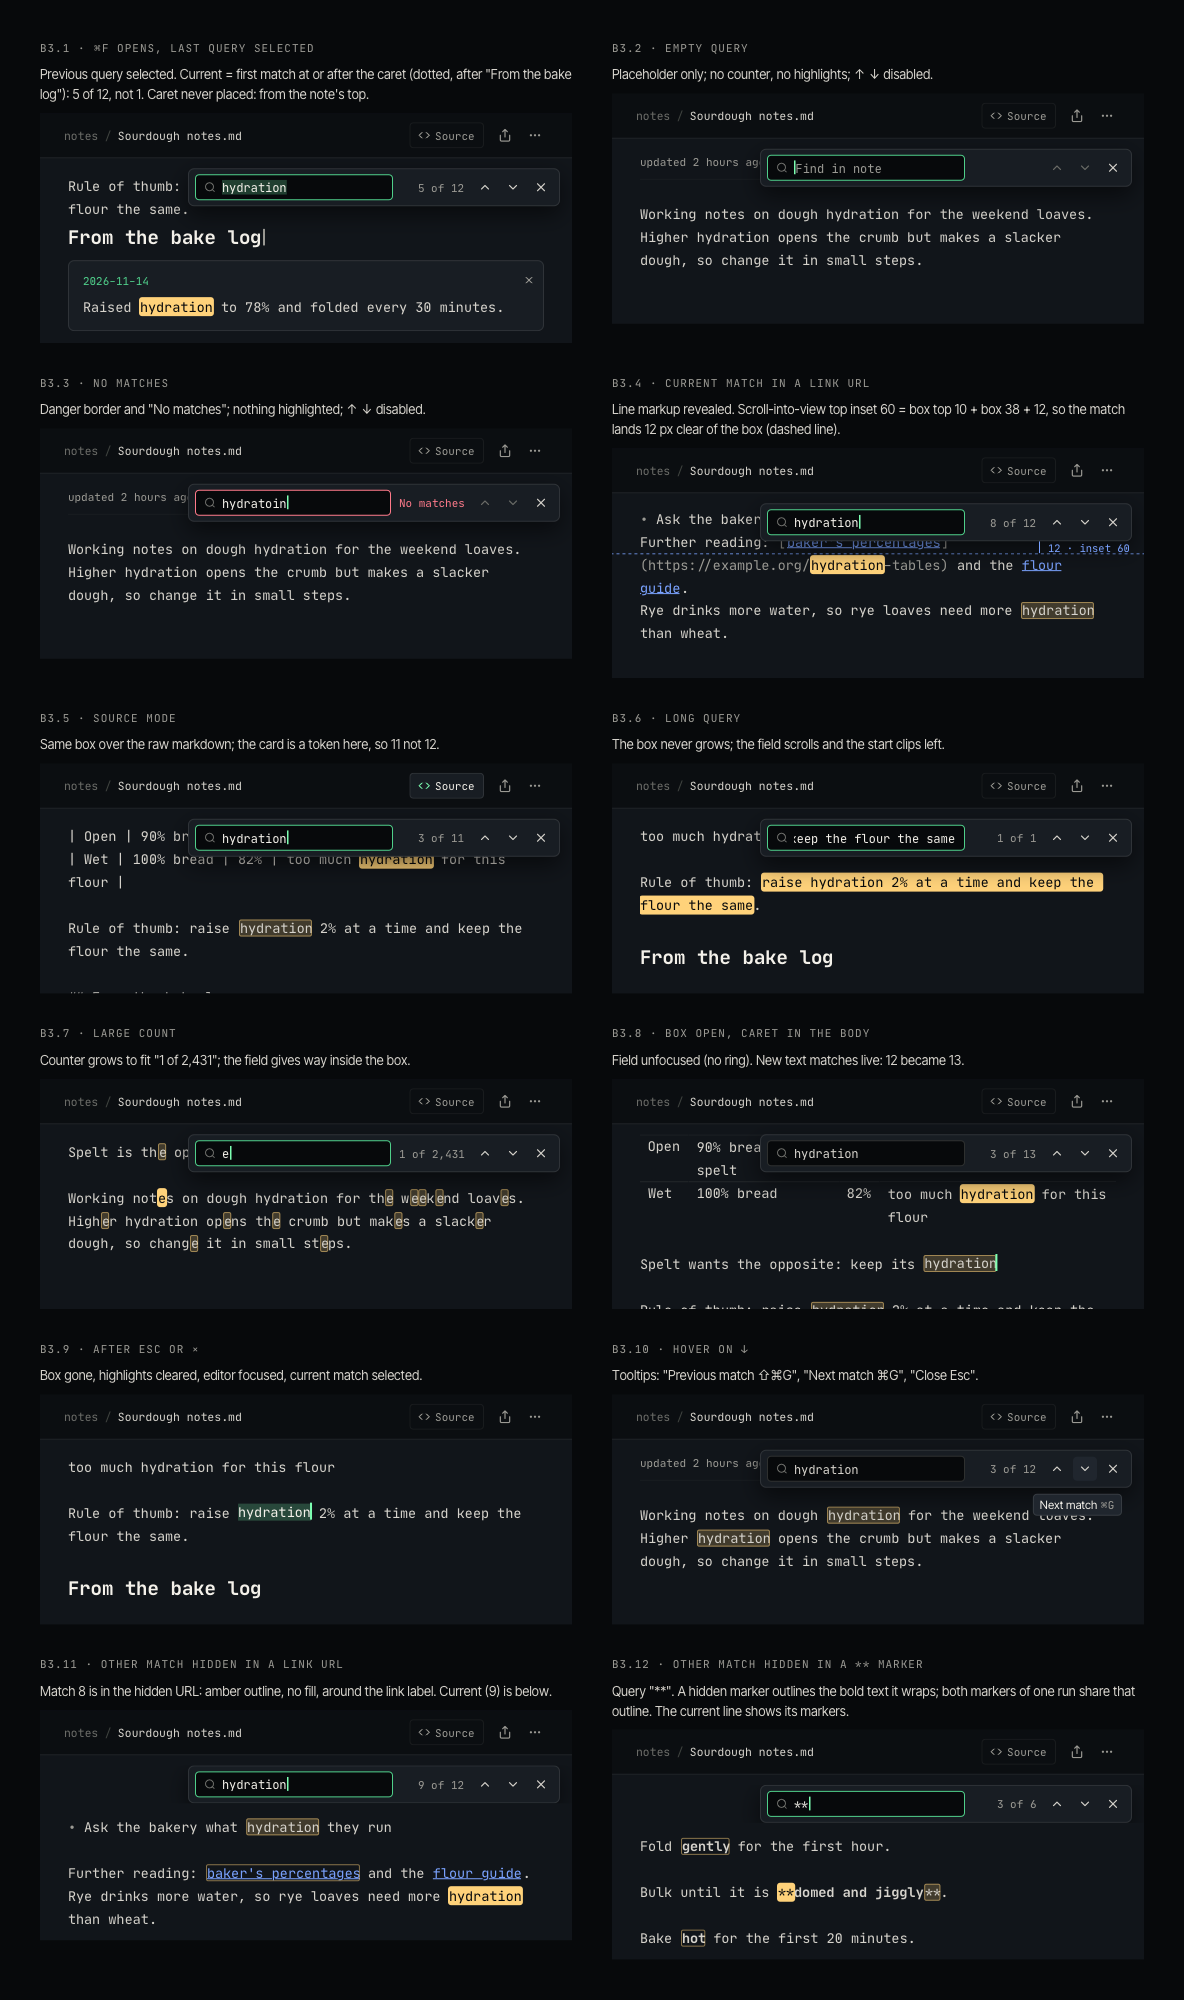 B3.1 · ⌘F OPENS, LAST QUERY SELECTED
Previous query selected. Current = first match at or after the caret (dotted, after "From the bake
log"): 5 of 12, not 1. Caret never placed: from the note's top.
notes / Sourdough notes.md
<> Source
Rule of thumb:
hydration
5 of 12
flour the same.
From the bake log
2026-11-14
Raised hydration to 78% and folded every 30 minutes.
B3.2 · EMPTY QUERY
Placeholder only; no counter, no highlights; ↑ ↓ disabled.
notes / Sourdough notes.md
<> Source
updated 2 hours ag
Find in note
Working notes on dough hydration for the weekend loaves.
Higher hydration opens the crumb but makes a slacker
dough, so change it in small steps.
B3.3 · NO MATCHES
Danger border and "No matches"; nothing highlighted; ↑ ↓ disabled.
notes / Sourdough notes.md
<> Source
updated 2 hours ag
hydratoin
No matches
Working notes on dough hydration for the weekend loaves.
Higher hydration opens the crumb but makes a slacker
dough, so change it in small steps.
B3.4 · CURRENT MATCH IN A LINK URL
Line markup revealed. Scroll-into-view top inset 60 = box top 10 + box 38 + 12, so the match
lands 12 px clear of the box (dashed line).
notes / Sourdough notes.md
<> Source
• Ask the baker
hydration
8 of 12
Further reading: [baker's percentages]
12 · inset 60
(https://example.org/hydration-tables) and the flour
guide.
Rye drinks more water, so rye loaves need more hydration
than wheat.
B3.5 · SOURCE MODE
Same box over the raw markdown; the card is a token here, so 11 not 12.
notes / Sourdough notes.md
<> Source
| Open | 90% br
hydration
3 of 11
| Wet | 100% bread | 82% | too much hydration for this
flour |
Rule of thumb: raise hydration 2% at a time and keep the
flour the same.
B3.6 · LONG QUERY
The box never grows; the field scrolls and the start clips left.
notes / Sourdough notes.md
<> Source
too much hydrat
keep the flour the same
1 of 1
Rule of thumb: raise hydration 2% at a time and keep the
flour the same.
From the bake log
B3.7 · LARGE COUNT
Counter grows to fit "1 of 2,431"; the field gives way inside the box.
notes / Sourdough notes.md
<> Source
Spelt is the op
e
1 of 2,431
Working notes on dough hydration for the weekend loaves.
Higher hydration opens the crumb but makes a slacker
dough, so change it in small steps.
B3.8 · BOX OPEN, CARET IN THE BODY
Field unfocused (no ring). New text matches live: 12 became 13.
notes / Sourdough notes.md
<> Source
Open 90% brea
hydration
3 of 13
spelt
Wet 100% bread 82% too much hydration for this
flour
Spelt wants the opposite: keep its hydration
Rule of thumb: raise hydration 2% at a time and keep the
B3.9 · AFTER ESC OR ×
Box gone, highlights cleared, editor focused, current match selected.
notes / Sourdough notes.md
<> Source
too much hydration for this flour
Rule of thumb: raise hydration 2% at a time and keep the
flour the same.
From the bake log
B3.10 · HOVER ON ↓
Tooltips: "Previous match ⇧⌘G", "Next match ⌘G", "Close Esc".
notes / Sourdough notes.md
<> Source
updated 2 hours ag
hydration
3 of 12
Next match ⌘G
Working notes on dough hydration for the weekend loaves.
Higher hydration opens the crumb but makes a slacker
dough, so change it in small steps.
B3.11 · OTHER MATCH HIDDEN IN A LINK URL
Match 8 is in the hidden URL: amber outline, no fill, around the link label. Current (9) is below.
notes / Sourdough notes.md
<> Source
hydration
9 of 12
• Ask the bakery what hydration they run
Further reading: baker's percentages and the flour guide.
Rye drinks more water, so rye loaves need more hydration
than wheat.
B3.12 · OTHER MATCH HIDDEN IN A ** MARKER
Query "**". A hidden marker outlines the bold text it wraps; both markers of one run share that
outline. The current line shows its markers.
notes / Sourdough notes.md
<> Source
**
3 of 6
Fold gently for the first hour.
Bulk until it is **domed and jiggly**.
Bake hot for the first 20 minutes.